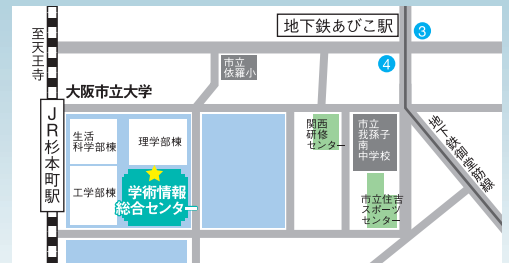 至天王寺
地下鉄あびこ駅
3
4
市立
依羅小
大阪市立大学
JR杉本町駅
生活
科学部棟
理学部棟
関西
研修
センター
市立
我孫子
南
中学校
地下鉄御堂筋線
工学部棟
学術情報
総合センター
市立住吉
スポーツ
センター